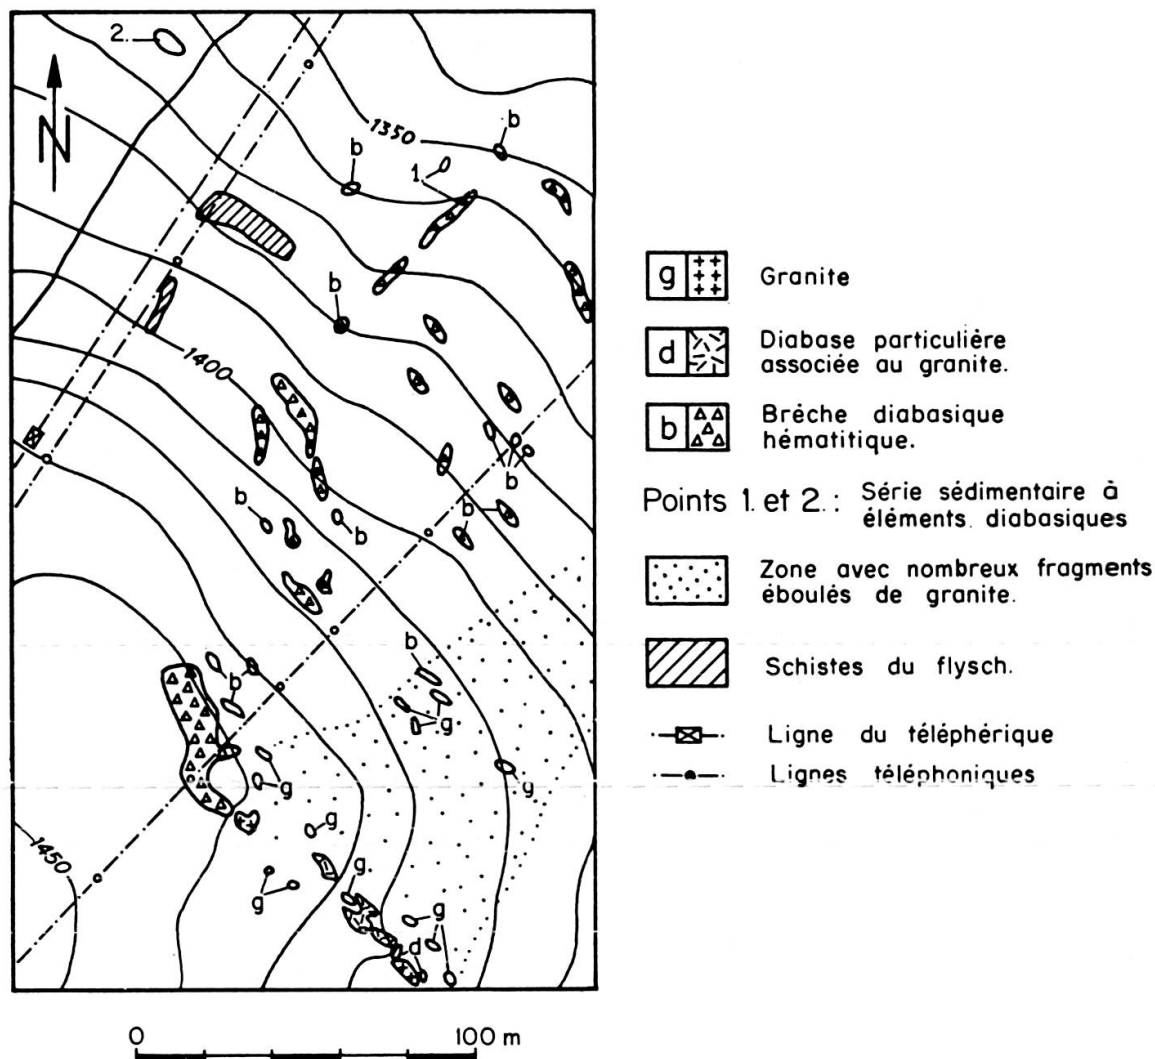 2.
N
1350
b
b
1.
b
1400
b
b
b
b
b
b
g
g
g
g
g
g.
g
d
1450
g Granite
d Diabase particulière
associée au granite.
b Brèche diabasique
hématitique.
Points 1. et 2. : Série sédimentaire à
éléments diabasiques
Zone avec nombreux fragments
éboulés de granite.
Schistes du flysch.
Ligne du téléphérique
Lignes téléphoniques
0 100 m